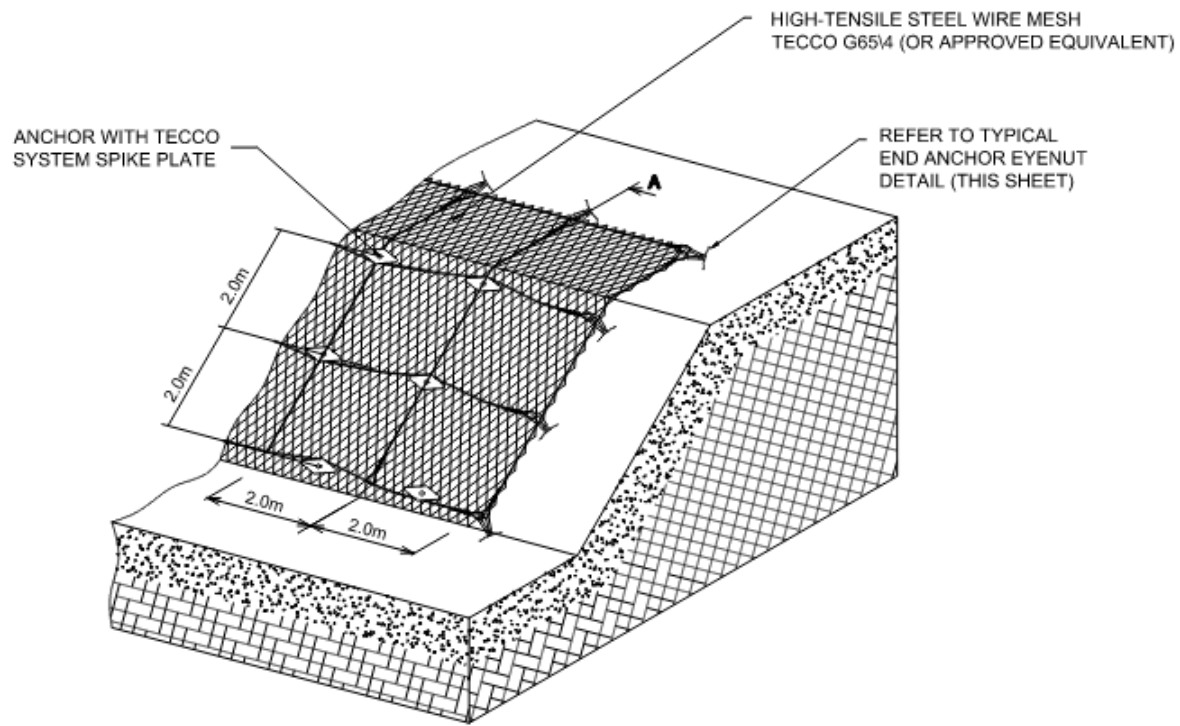 HIGH-TENSILE STEEL WIRE MESH
TECCO G65\4 (OR APPROVED EQUIVALENT)
ANCHOR WITH TECCO
SYSTEM SPIKE PLATE
REFER TO TYPICAL
END ANCHOR EYENUT
DETAIL (THIS SHEET)
A
2.0m
2.0m
2.0m
2.0m